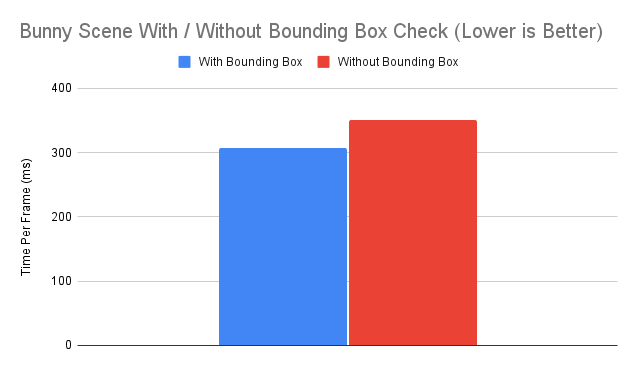 Bunny Scene With / Without Bounding Box Check (Lower is Better)
With Bounding Box
Without Bounding Box
Time Per Frame (ms)
400
300
200
100
0